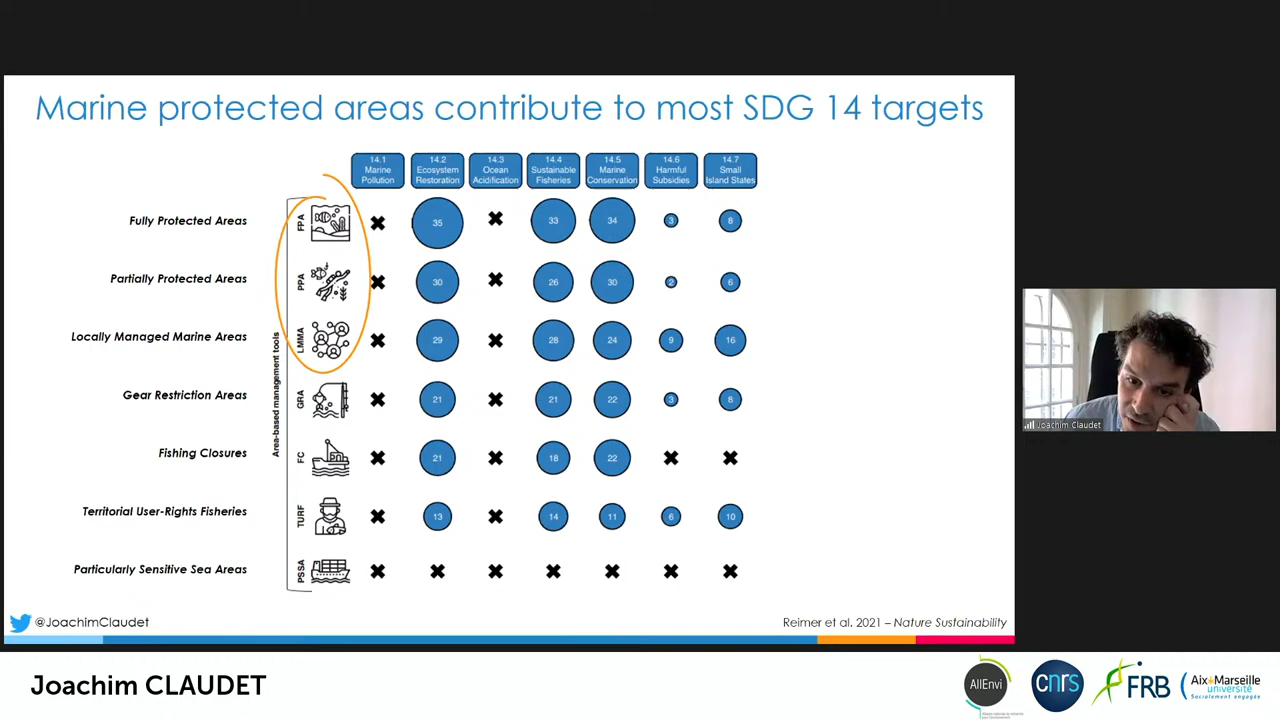 Marine protected areas contribute to most SDG 14 targets
14.1
Marine
Pollution
14.2
Ecosystem
Restoration
14.3
Ocean
Acidification
14.4
Sustainable
Fisheries
14.5
Marine
Conservation
14.6
Harmful
Subsidies
14.7
Small
Island States
Area-based management tools
Fully Protected Areas
FPA
35
33
34
3
8
Partially Protected Areas
PPA
30
26
30
2
6
Locally Managed Marine Areas
LMMA
29
28
24
9
16
Gear Restriction Areas
GRA
21
21
22
3
8
Fishing Closures
FC
21
18
22
Territorial User-Rights Fisheries
TURF
13
14
11
6
10
Particularly Sensitive Sea Areas
PSSA
@JoachimClaudet
Reimer et al. 2021 – Nature Sustainability
Joachim Claudet
Joachim CLAUDET
AllEnvi
cnrs
FRB
Aix*Marseille
université
Socialement engagée